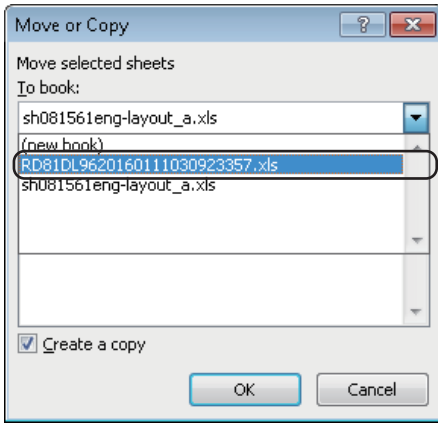 Move or Copy
Move selected sheets
To book:
sh081561eng-layout_a.xls
(new book)
RD81DL9620160111030923357.xls
sh081561eng-layout_a.xls
Create a copy
OK Cancel